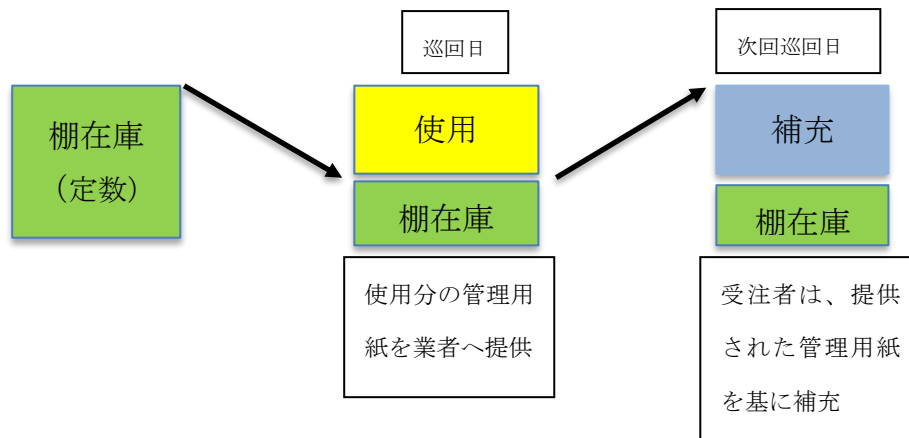 巡回日
次回巡回日
棚在庫
（定数）
使用
補充
棚在庫
棚在庫
使用分の管理用
紙を業者へ提供
受注者は、提供
された管理用紙
を基に補充